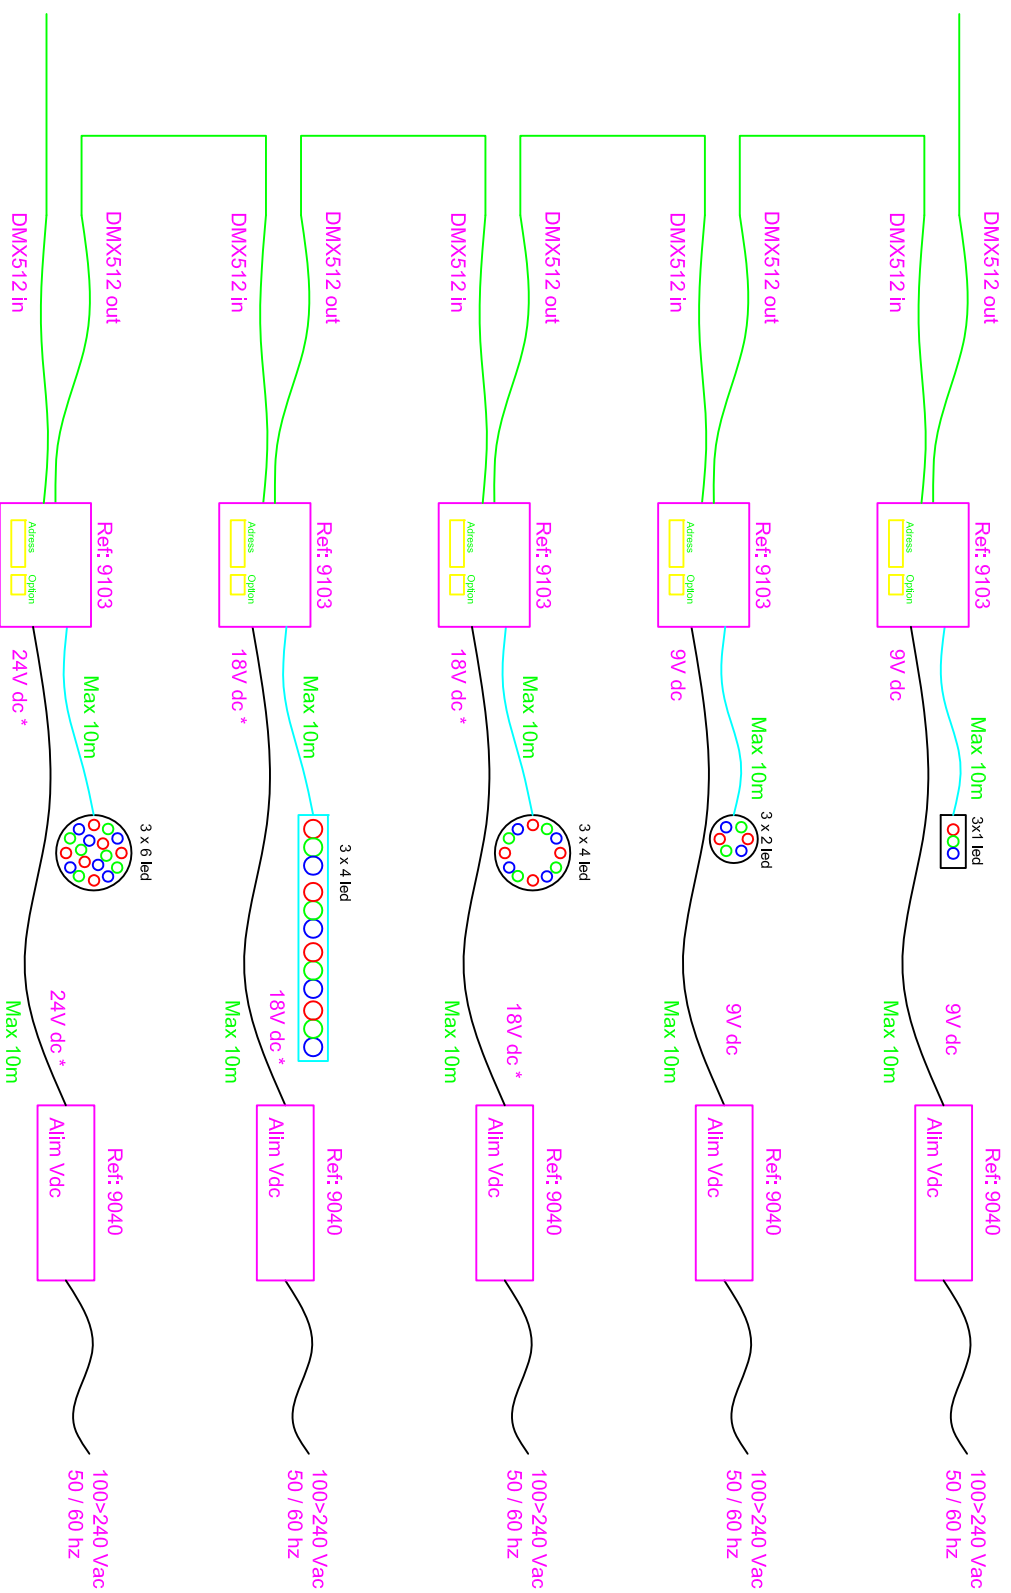 DMX512 out
DMX512 in
Ref: 9103
Adress
Option
9V dc
Max 10m
3x1 led
9V dc
Max 10m
Ref: 9040
Alim Vdc
100>240 Vac
50 / 60 hz
DMX512 out
DMX512 in
Ref: 9103
Adress
Option
9V dc
Max 10m
3 x 2 led
9V dc
Max 10m
Ref: 9040
Alim Vdc
100>240 Vac
50 / 60 hz
DMX512 out
DMX512 in
Ref: 9103
Adress
Option
18V dc *
Max 10m
3 x 4 led
18V dc *
Max 10m
Ref: 9040
Alim Vdc
100>240 Vac
50 / 60 hz
DMX512 out
DMX512 in
Ref: 9103
Adress
Option
18V dc *
Max 10m
3 x 4 led
18V dc *
Max 10m
Ref: 9040
Alim Vdc
100>240 Vac
50 / 60 hz
DMX512 out
DMX512 in
Ref: 9103
Adress
Option
24V dc *
Max 10m
3 x 6 led
24V dc *
Max 10m
Ref: 9040
Alim Vdc
100>240 Vac
50 / 60 hz